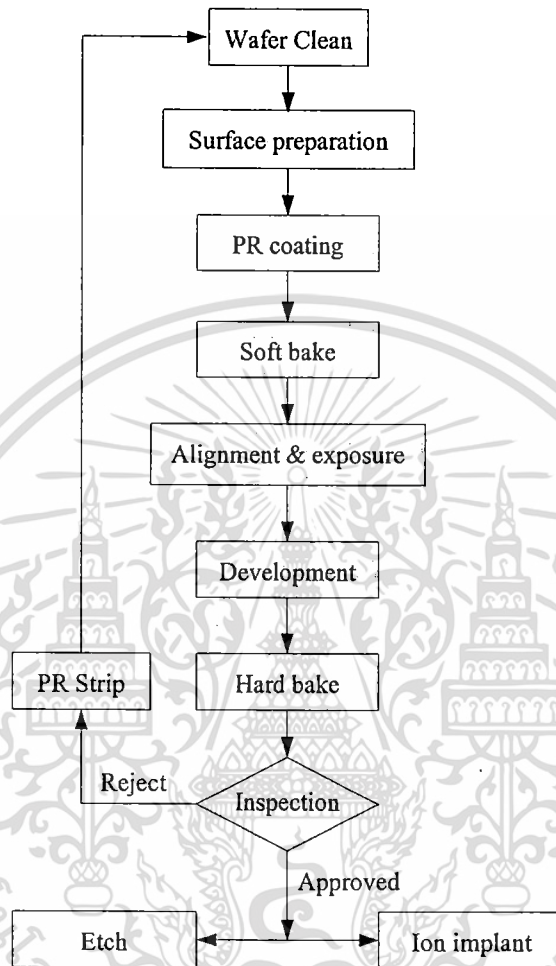 Wafer Clean
Surface preparation
PR coating
Soft bake
Alignment & exposure
Development
PR Strip
Hard bake
Reject
Inspection
Approved
Etch
Ion implant